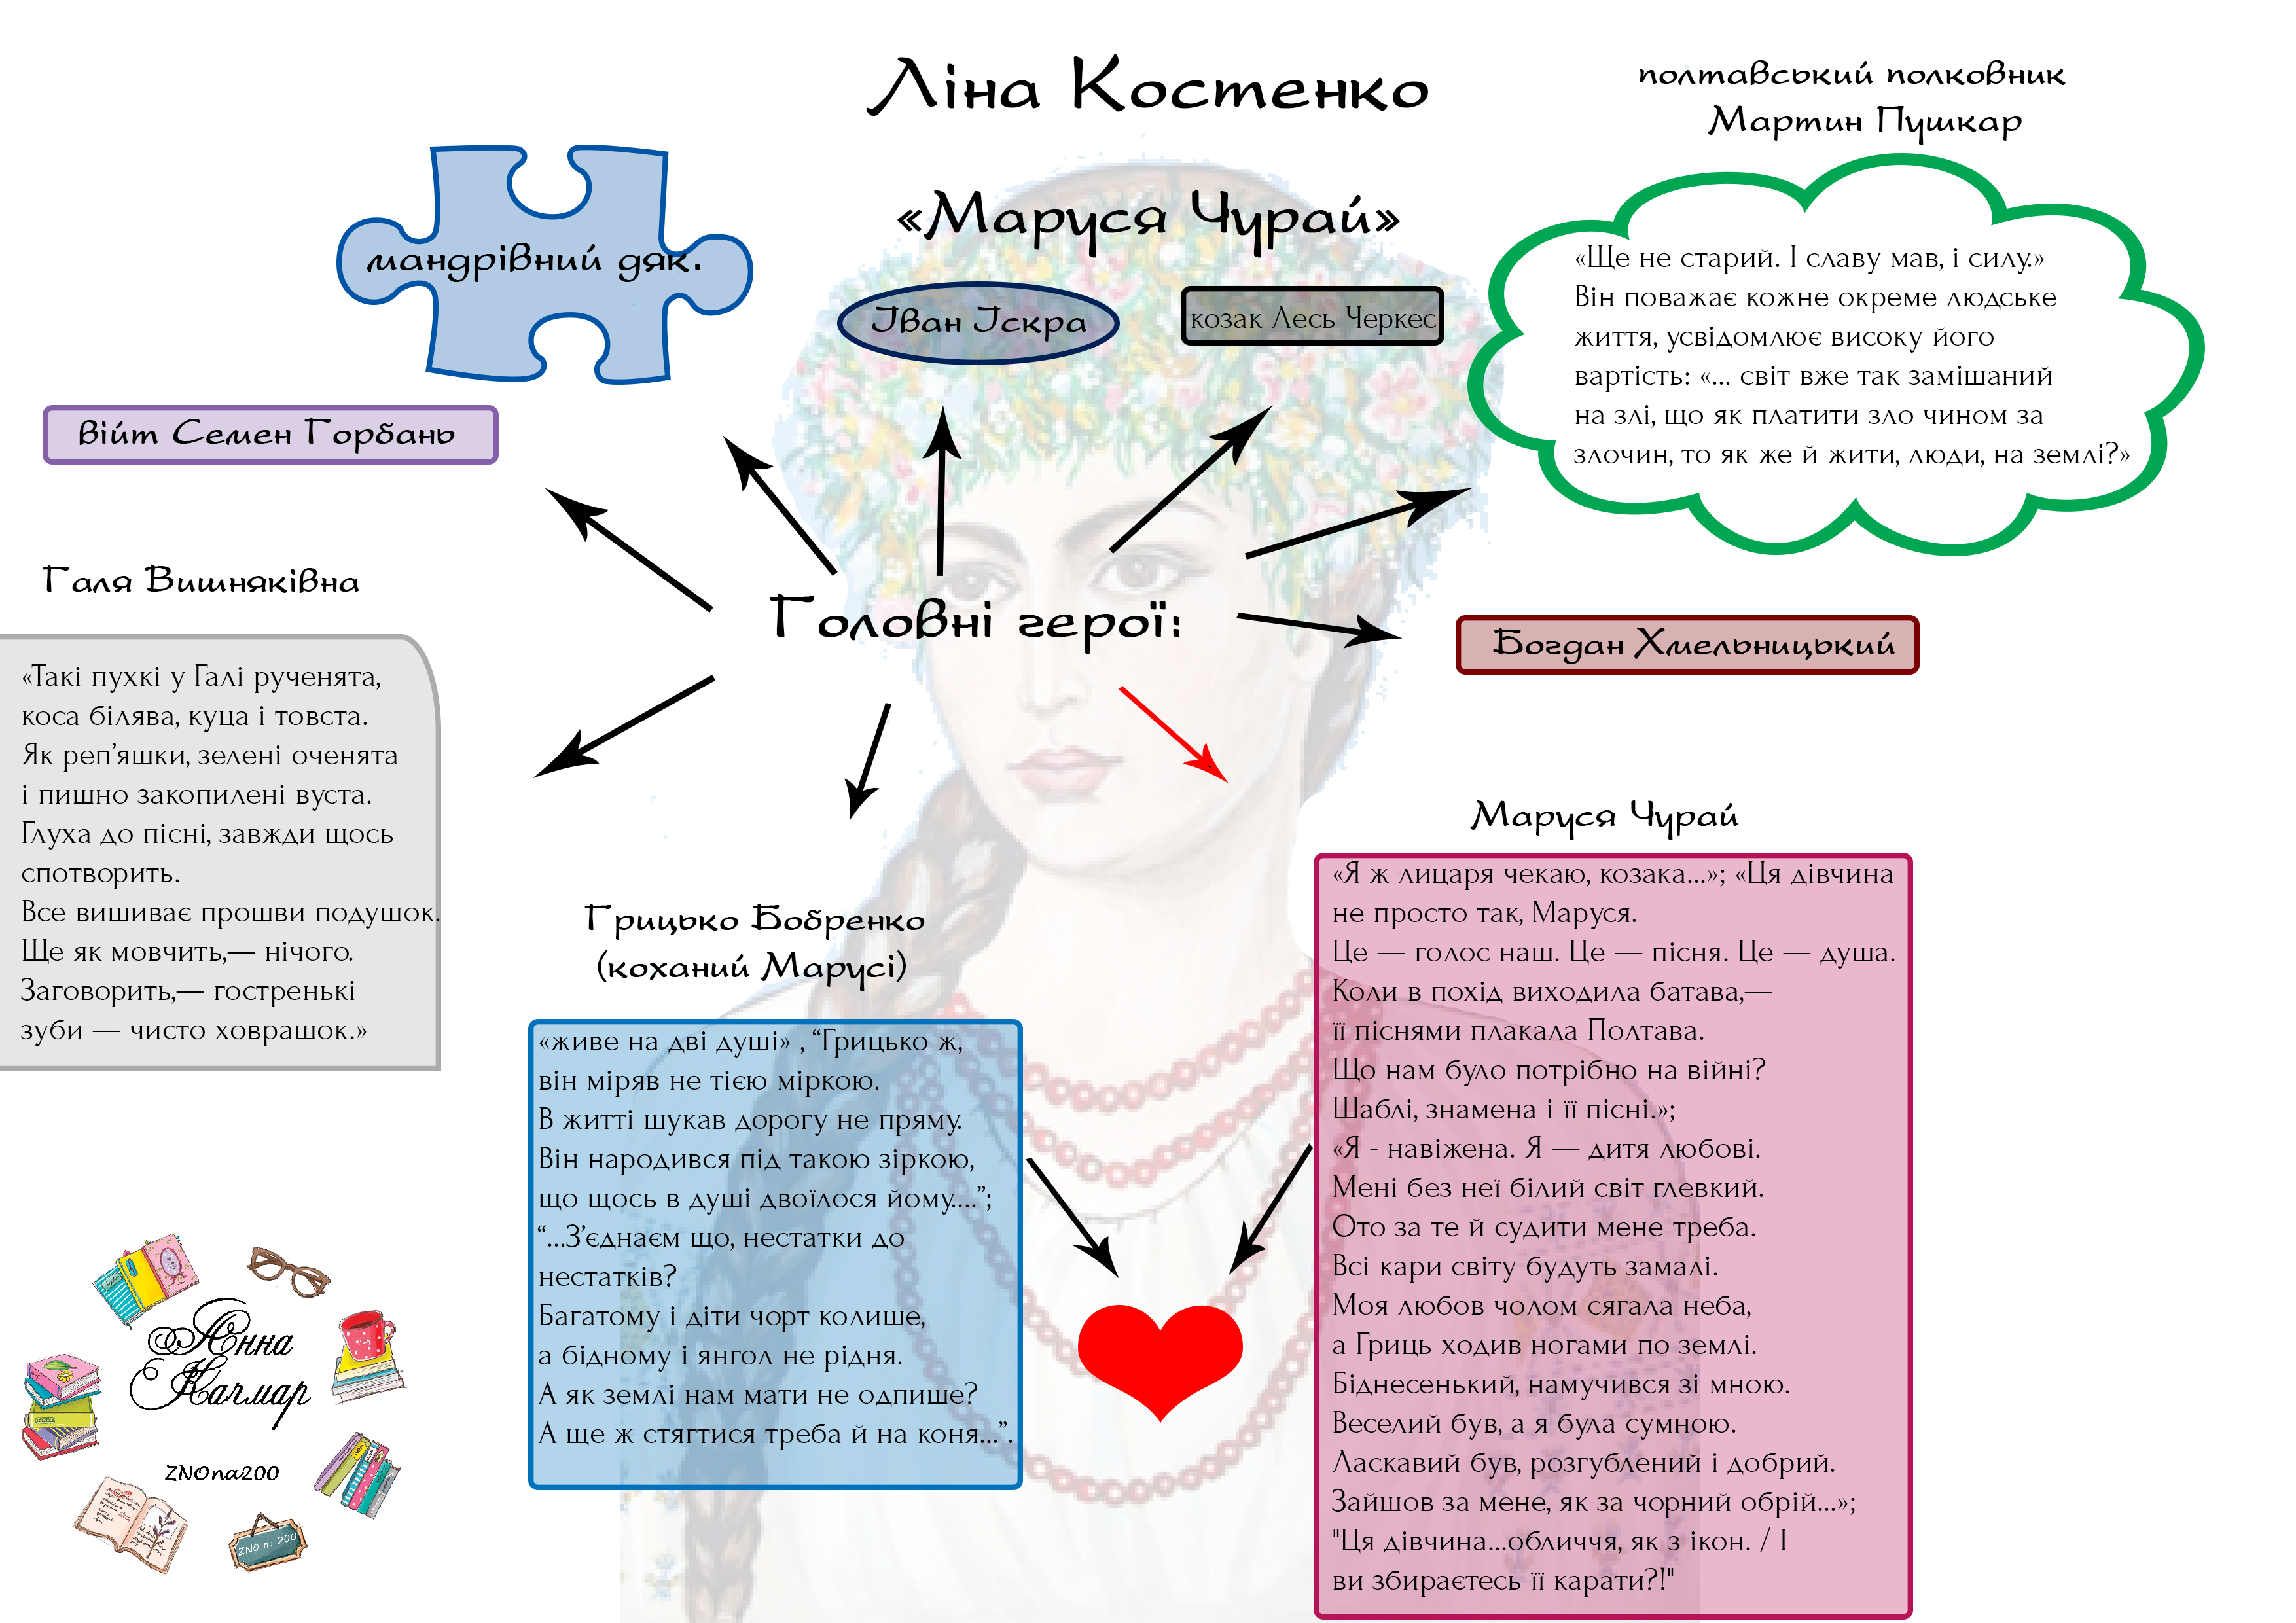 Ліна Костенко
«Маруся Чурай»
полтавський полковник
Мартин Пушкар
«Ще не старий. І славу мав, і силу.»
Він поважає кожне окреме людське
життя, усвідомлює високу його
вартість: «... світ вже так замішаний
на злі, що як платити зло чином за
злочин, то як же й жити, люди, на землі?»
мандрівний дяк.
Іван Іскра
козак Лесь Черкес
Війт Семен Горбань
Галя Вишняківна
«Такі пухкі у Галі рученята,
коса білява, куца і товста.
Як реп’яшки, зелені оченята
і пишно закопилені вуста.
Глуха до пісні, завжди щось
спотворить.
Все вишиває прошви подушок.
Ще як мовчить,— нічого.
Заговорить,— гостренькі
зуби — чисто ховрашок.»
Головні герої:
Богдан Хмельницький
Грицько Бобренко
(коханий Марусі)
«живе на дві душі» , “Грицько ж,
він міряв не тією міркою.
В житті шукав дорогу не пряму.
Він народився під такою зіркою,
що щось в душі двоїлося йому....”;
“...З’єднаєм що, нестатки до
нестатків?
Багатому і діти чорт колише,
а бідному і янгол не рідня.
А як землі нам мати не одпише?
А ще ж стягтися треба й на коня...”.
Маруся Чурай
«Я ж лицаря чекаю, козака...»; «Ця дівчина
не просто так, Маруся.
Це — голос наш. Це — пісня. Це — душа.
Коли в похід виходила батава,—
її піснями плакала Полтава.
Що нам було потрібно на війні?
Шаблі, знамена і її пісні.»;
«Я - навіжена. Я — дитя любові.
Мені без неї білий світ глевкий.
Ото за те й судити мене треба.
Всі кари світу будуть замалі.
Моя любов чолом сягала неба,
а Гриць ходив ногами по землі.
Біднесенький, намучився зі мною.
Веселий був, а я була сумною.
Ласкавий був, розгублений і добрий.
Зайшов за мене, як за чорний обрій...»;
"Ця дівчина...обличчя, як з ікон. / І
ви збираєтесь її карати?!"
Анна
Качмар
ZNOna200
ZNO na 200